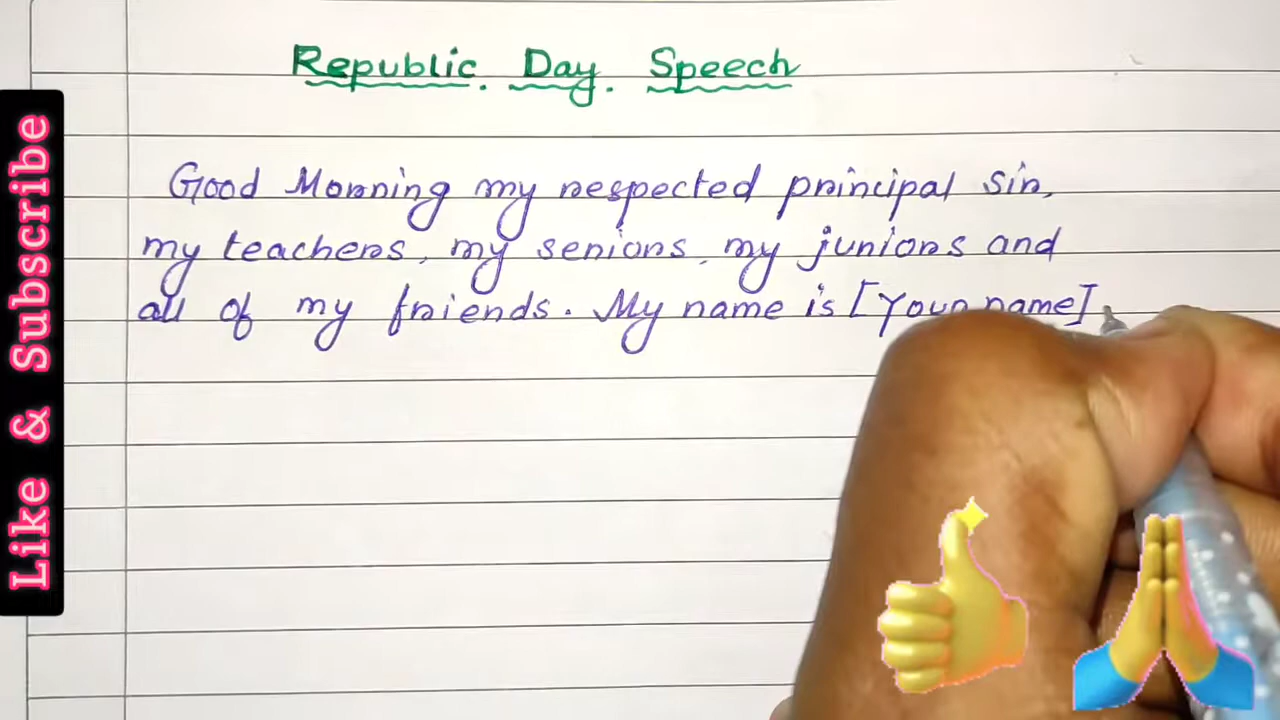 Republic Day Speech
Good Morning my respected principal sir,
my teachers, my seniors, my juniors and
all of my friends. My name is [Your name]
Like & Subscribe